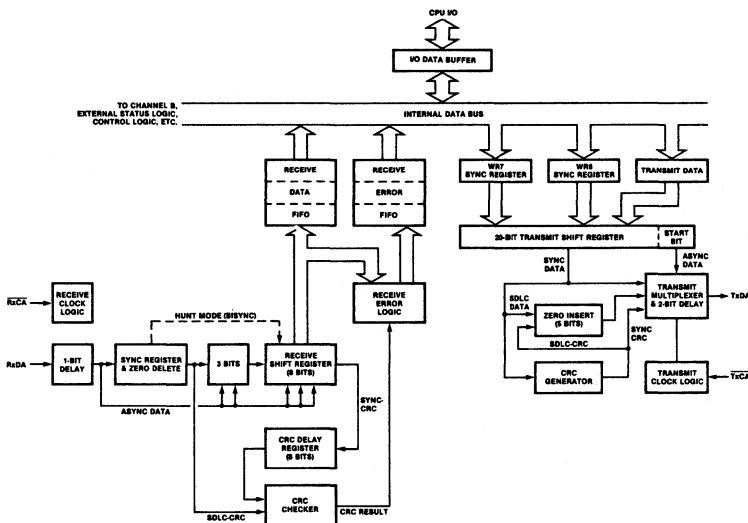 CPU I/O
I/O DATA BUFFER
TO CHANNEL B,
EXTERNAL STATUS LOGIC,
CONTROL LOGIC, ETC.
INTERNAL DATA BUS
RECEIVE
DATA
FIFO
RECEIVE
ERROR
FIFO
WR7
SYNC REGISTER
WR6
SYNC REGISTER
TRANSMIT DATA
20-BIT TRANSMIT SHIFT REGISTER
START
BIT
SYNC
DATA
ASYNC
DATA
RxCA
RECEIVE
CLOCK
LOGIC
RECEIVE
ERROR
LOGIC
SDLC
DATA
ZERO INSERT
(5 BITS)
TRANSMIT
MULTIPLEXER
& 2-BIT DELAY
TxDA
HUNT MODE (BISYNC)
SYNC
CRC
SDLC-CRC
RxDA
1-BIT
DELAY
SYNC REGISTER
& ZERO DELETE
3 BITS
RECEIVE
SHIFT REGISTER
(8 BITS)
CRC
GENERATOR
TRANSMIT
CLOCK LOGIC
TxCA
ASYNC DATA
SYNC-
CRC
CRC DELAY
REGISTER
(8 BITS)
CRC
CHECKER
SDLC-CRC
CRC RESULT